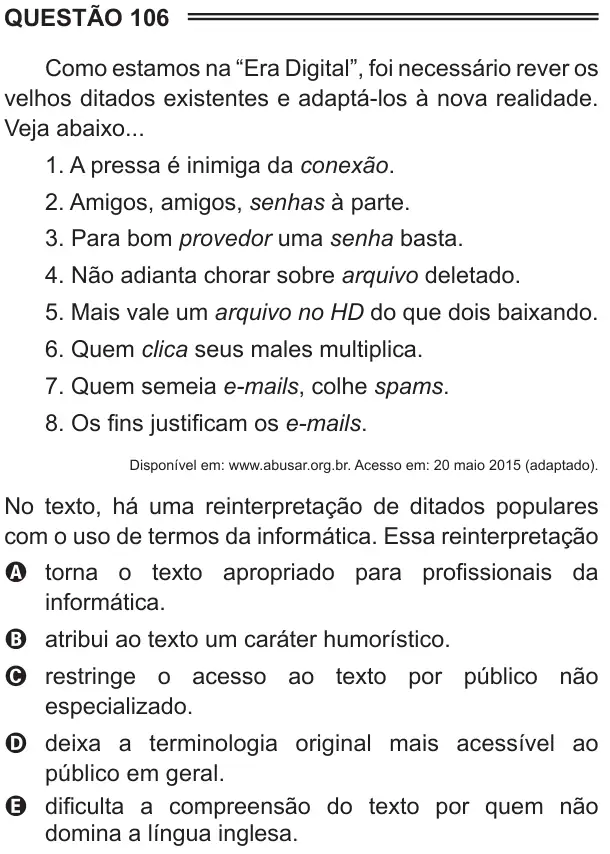 QUESTÃO 106
Como estamos na “Era Digital”, foi necessário rever os
velhos ditados existentes e adaptá-los à nova realidade.
Veja abaixo...
1. A pressa é inimiga da conexão.
2. Amigos, amigos, senhas à parte.
3. Para bom provedor uma senha basta.
4. Não adianta chorar sobre arquivo deletado.
5. Mais vale um arquivo no HD do que dois baixando.
6. Quem clica seus males multiplica.
7. Quem semeia e-mails, colhe spams.
8. Os fins justificam os e-mails.
Disponível em: www.abusar.org.br. Acesso em: 20 maio 2015 (adaptado).
No texto, há uma reinterpretação de ditados populares
com o uso de termos da informática. Essa reinterpretação
A torna o texto apropriado para profissionais da
informática.
B atribui ao texto um caráter humorístico.
C restringe o acesso ao texto por público não
especializado.
D deixa a terminologia original mais acessível ao
público em geral.
E dificulta a compreensão do texto por quem não
domina a língua inglesa.